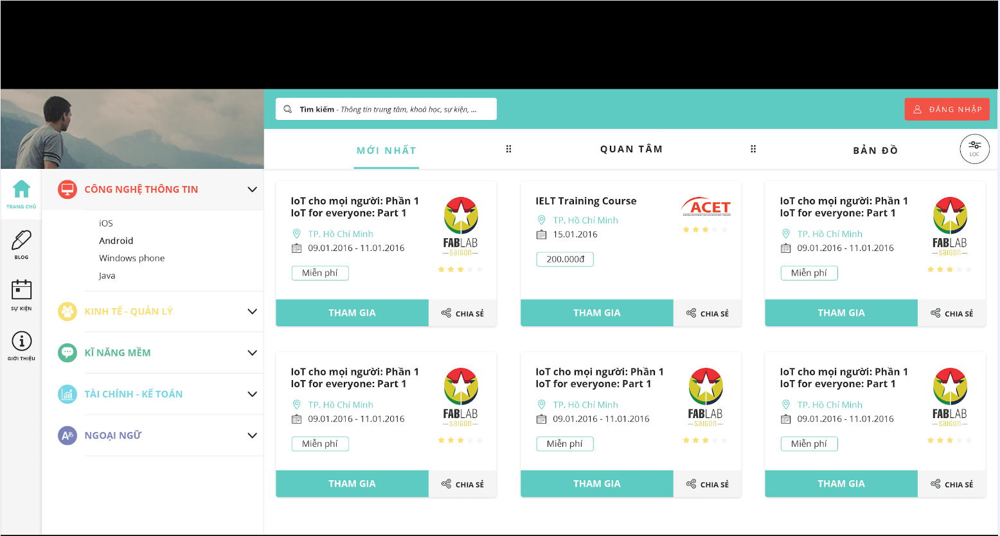 Tìm kiếm - Thông tin trung tâm, khoá học, sự kiện, ...
ĐĂNG NHẬP
MỚI NHẤT
QUAN TÂM
BẢN ĐỒ
LỌC
TRANG CHỦ
BLOG
SỰ KIỆN
GIỚI THIỆU
CÔNG NGHỆ THÔNG TIN
iOS
Android
Windows phone
Java
KINH TẾ - QUẢN LÝ
KĨ NĂNG MỀM
TÀI CHÍNH - KẾ TOÁN
Aあ
NGOẠI NGỮ
IoT cho mọi người: Phần 1
IoT for everyone: Part 1
TP. Hồ Chí Minh
09.01.2016 - 11.01.2016
Miễn phí
FABLAB
saigon
THAM GIA
CHIA SẺ
IELT Training Course
TP. Hồ Chí Minh
15.01.2016
200.000đ
ACET
THAM GIA
CHIA SẺ
IoT cho mọi người: Phần 1
IoT for everyone: Part 1
TP. Hồ Chí Minh
09.01.2016 - 11.01.2016
Miễn phí
FABLAB
saigon
THAM GIA
CHIA SẺ
IoT cho mọi người: Phần 1
IoT for everyone: Part 1
TP. Hồ Chí Minh
09.01.2016 - 11.01.2016
Miễn phí
FABLAB
saigon
THAM GIA
CHIA SẺ
IoT cho mọi người: Phần 1
IoT for everyone: Part 1
TP. Hồ Chí Minh
09.01.2016 - 11.01.2016
Miễn phí
FABLAB
saigon
THAM GIA
CHIA SẺ
IoT cho mọi người: Phần 1
IoT for everyone: Part 1
TP. Hồ Chí Minh
09.01.2016 - 11.01.2016
Miễn phí
FABLAB
saigon
THAM GIA
CHIA SẺ